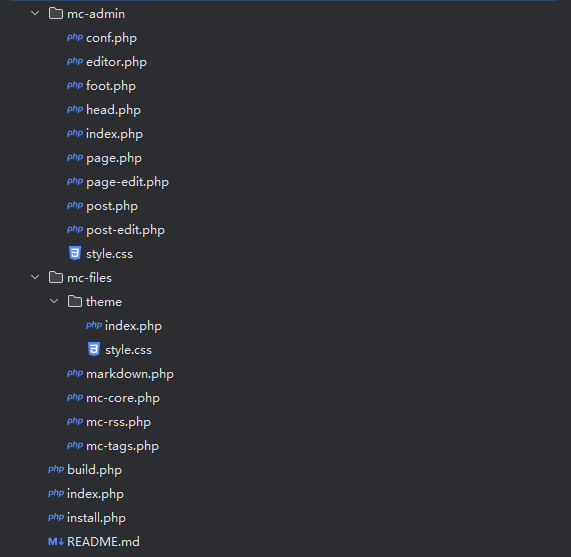 mc-admin
php conf.php
php editor.php
php foot.php
php head.php
php index.php
php page.php
php page-edit.php
php post.php
php post-edit.php
style.css
mc-files
theme
php index.php
style.css
php markdown.php
php mc-core.php
php mc-rss.php
php mc-tags.php
php build.php
php index.php
php install.php
M↓ README.md